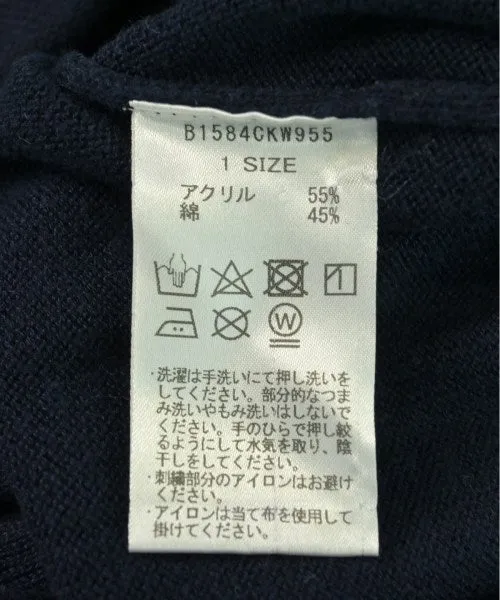 B1584CKW955
1 SIZE
アクリル 55%
綿 45%
W
・洗濯は手洗いにて押し洗いを
してください。部分的なつま
み洗いやもみ洗いはしないで
ください。手のひらで押し絞
るようにして水気を取り、陰
干しをしてください。
・刺繍部分のアイロンはお避け
ください。
・アイロンは当て布を使用して
掛けてください。